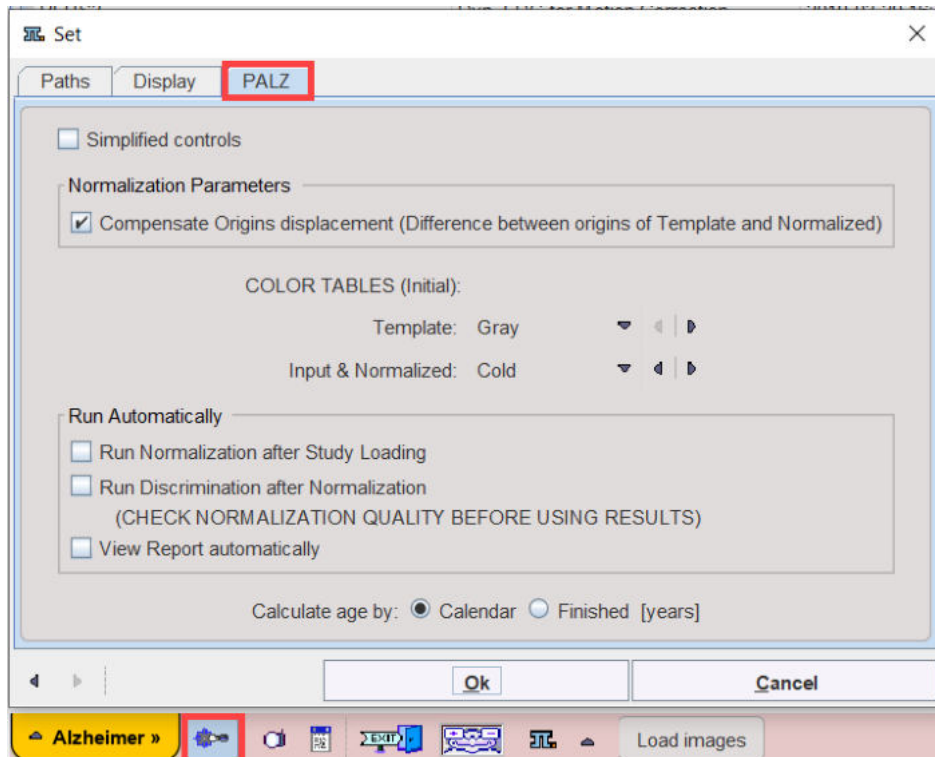 Set
Paths Display PALZ
Simplified controls
Normalization Parameters
Compensate Origins displacement (Difference between origins of Template and Normalized)
COLOR TABLES (Initial):
Template: Gray
Input & Normalized: Cold
Run Automatically
Run Normalization after Study Loading
Run Discrimination after Normalization
(CHECK NORMALIZATION QUALITY BEFORE USING RESULTS)
View Report automatically
Calculate age by: Calendar Finished [years]
Ok Cancel
Alzheimer » EXIT Load images